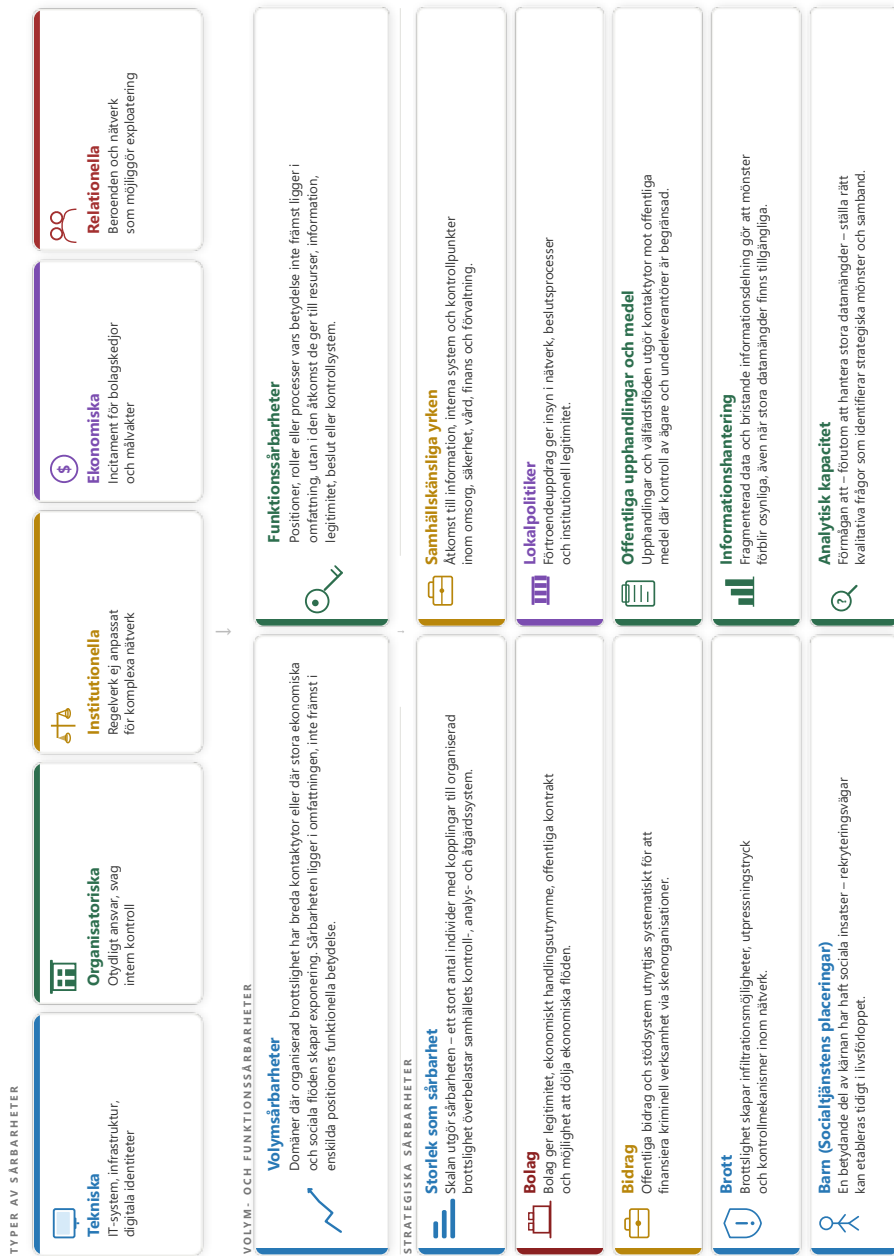 TYPER AV SÅRBARHETER
Tekniska
IT-system, infrastruktur,
digitala identiteter
Organisatoriska
Otydligt ansvar, svag
intern kontroll
Institutionella
Regelverk ej anpassat
för komplexa nätverk
$
Ekonomiska
Incitament för bolagskedjor
och målvakter
Relationella
Beroenden och nätverk
som möjliggör exploatering
↓
VOLYM- OCH FUNKTIONSSÅRBARHETER
Volymsårbarheter
Domäner där organiserad brottslighet har breda kontaktytor eller där stora ekonomiska
och sociala flöden skapar exponering. Sårbarheten ligger i omfattningen, inte främst i
enskilda positioners funktionella betydelse.
Funktionssårbarheter
Positioner, roller eller processer vars betydelse inte främst ligger i
omfattning, utan i den åtkomst de ger till resurser, information,
legitimitet, beslut eller kontrollsystem.
STRATEGISKA SÅRBARHETER
Storlek som sårbarhet
Skalan utgör sårbarheten – ett stort antal individer med kopplingar till organiserad
brottslighet överbelastar samhällets kontroll-, analys- och åtgärdssystem.
Samhällskänsliga yrken
Åtkomst till information, interna system och kontrollpunkter
inom omsorg, säkerhet, vård, finans och förvaltning.
Bolag
Bolag ger legitimitet, ekonomiskt handlingsutrymme, offentliga kontrakt
och möjlighet att dölja ekonomiska flöden.
Lokalpolitiker
Förtroendeuppdrag ger insyn i nätverk, beslutsprocesser
och institutionell legitimitet.
Bidrag
Offentliga bidrag och stödsystem utnyttjas systematiskt för att
finansiera kriminell verksamhet via skenorganisationer.
Offentliga upphandlingar och medel
Upphandlingar och välfärdsflöden utgör kontaktytor mot offentliga
medel där kontroll av ägare och underleverantörer är begränsad.
!
Brott
Brottslighet skapar infiltrationsmöjligheter, utpressningstryck
och kontrollmekanismer inom nätverk.
Informationshantering
Fragmenterad data och bristande informationsdelning gör att mönster
förblir osynliga, även när stora datamängder finns tillgängliga.
Barn (Socialtjänstens placeringar)
En betydande del av kärnan har haft sociala insatser – rekryteringsvägar
kan etableras tidigt i livsförloppet.
?
Analytisk kapacitet
Förmågan att – förutom att hantera stora datamängder – ställa rätt
kvalitativa frågor som identifierar strategiska mönster och samband.